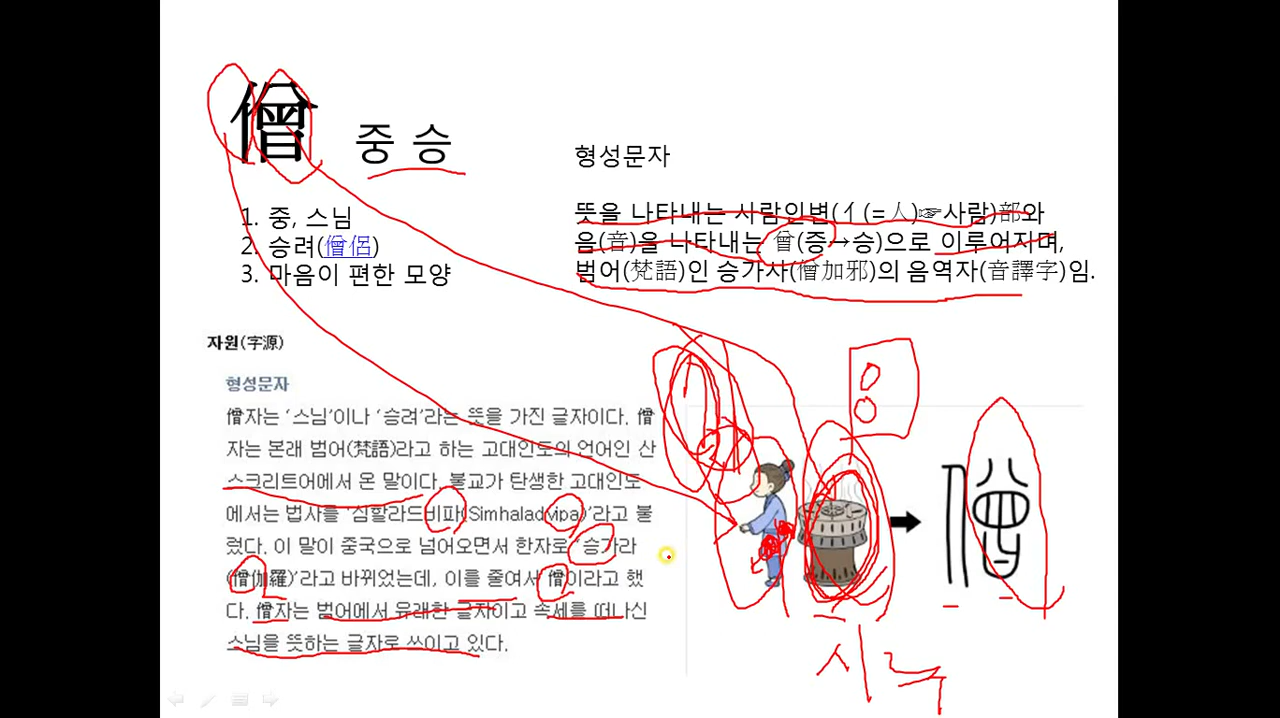 僧 중 승
1. 중, 스님
2. 승려(僧侶)
3. 마음이 편한 모양
형성문자
뜻을 나타내는 사람인변(亻(=人)☞사람)部와
음(音)을 나타내는 曾(증→승)으로 이루어지며,
범어(梵語)인 승가사(僧加邪)의 음역자(音譯字)임.
자원(字源)
형성문자
僧자는 ‘스님’이나 ‘승려’라는 뜻을 가진 글자이다. 僧
자는 본래 범어(梵語)라고 하는 고대인도의 언어인 산
스크리트어에서 온 말이다. 불교가 탄생한 고대인도
에서는 법사를 ‘심할라드비파(Simhaladvipa)’라고 불
렀다. 이 말이 중국으로 넘어오면서 한자로 ‘승가라
(僧伽羅)’라고 바뀌었는데, 이를 줄여서 僧이라고 했
다. 僧자는 범어에서 유래한 글자이고 속세를 떠나신
스님을 뜻하는 글자로 쓰이고 있다.
僧
시루